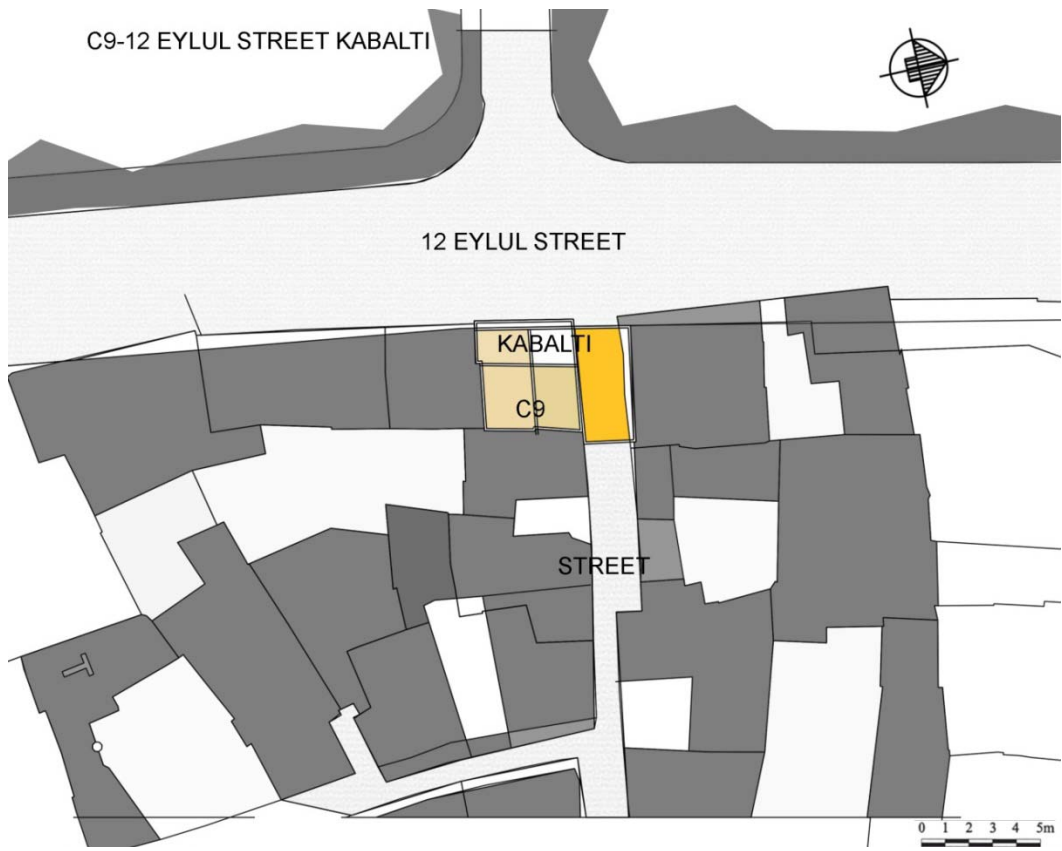 C9-12 EYLUL STREET KABALTI
12 EYLUL STREET
KABALTI
C9
STREET
0 1 2 3 4 5m